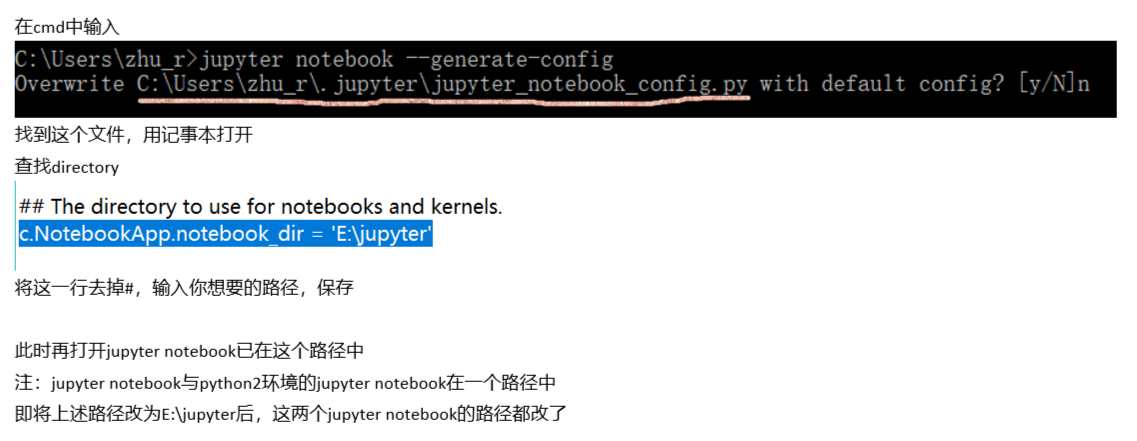 在cmd中输入
C:\Users\zhu_r>jupyter notebook --generate-config
Overwrite C:\Users\zhu_r\.jupyter\jupyter_notebook_config.py with default config? [y/N]n
找到这个文件，用记事本打开
查找directory
## The directory to use for notebooks and kernels.
c.NotebookApp.notebook_dir = 'E:\jupyter'
将这一行去掉#，输入你想要的路径，保存
此时再打开jupyter notebook已在这个路径中
注：jupyter notebook与python2环境的jupyter notebook在一个路径中
即将上述路径改为E:\jupyter后，这两个jupyter notebook的路径都改了